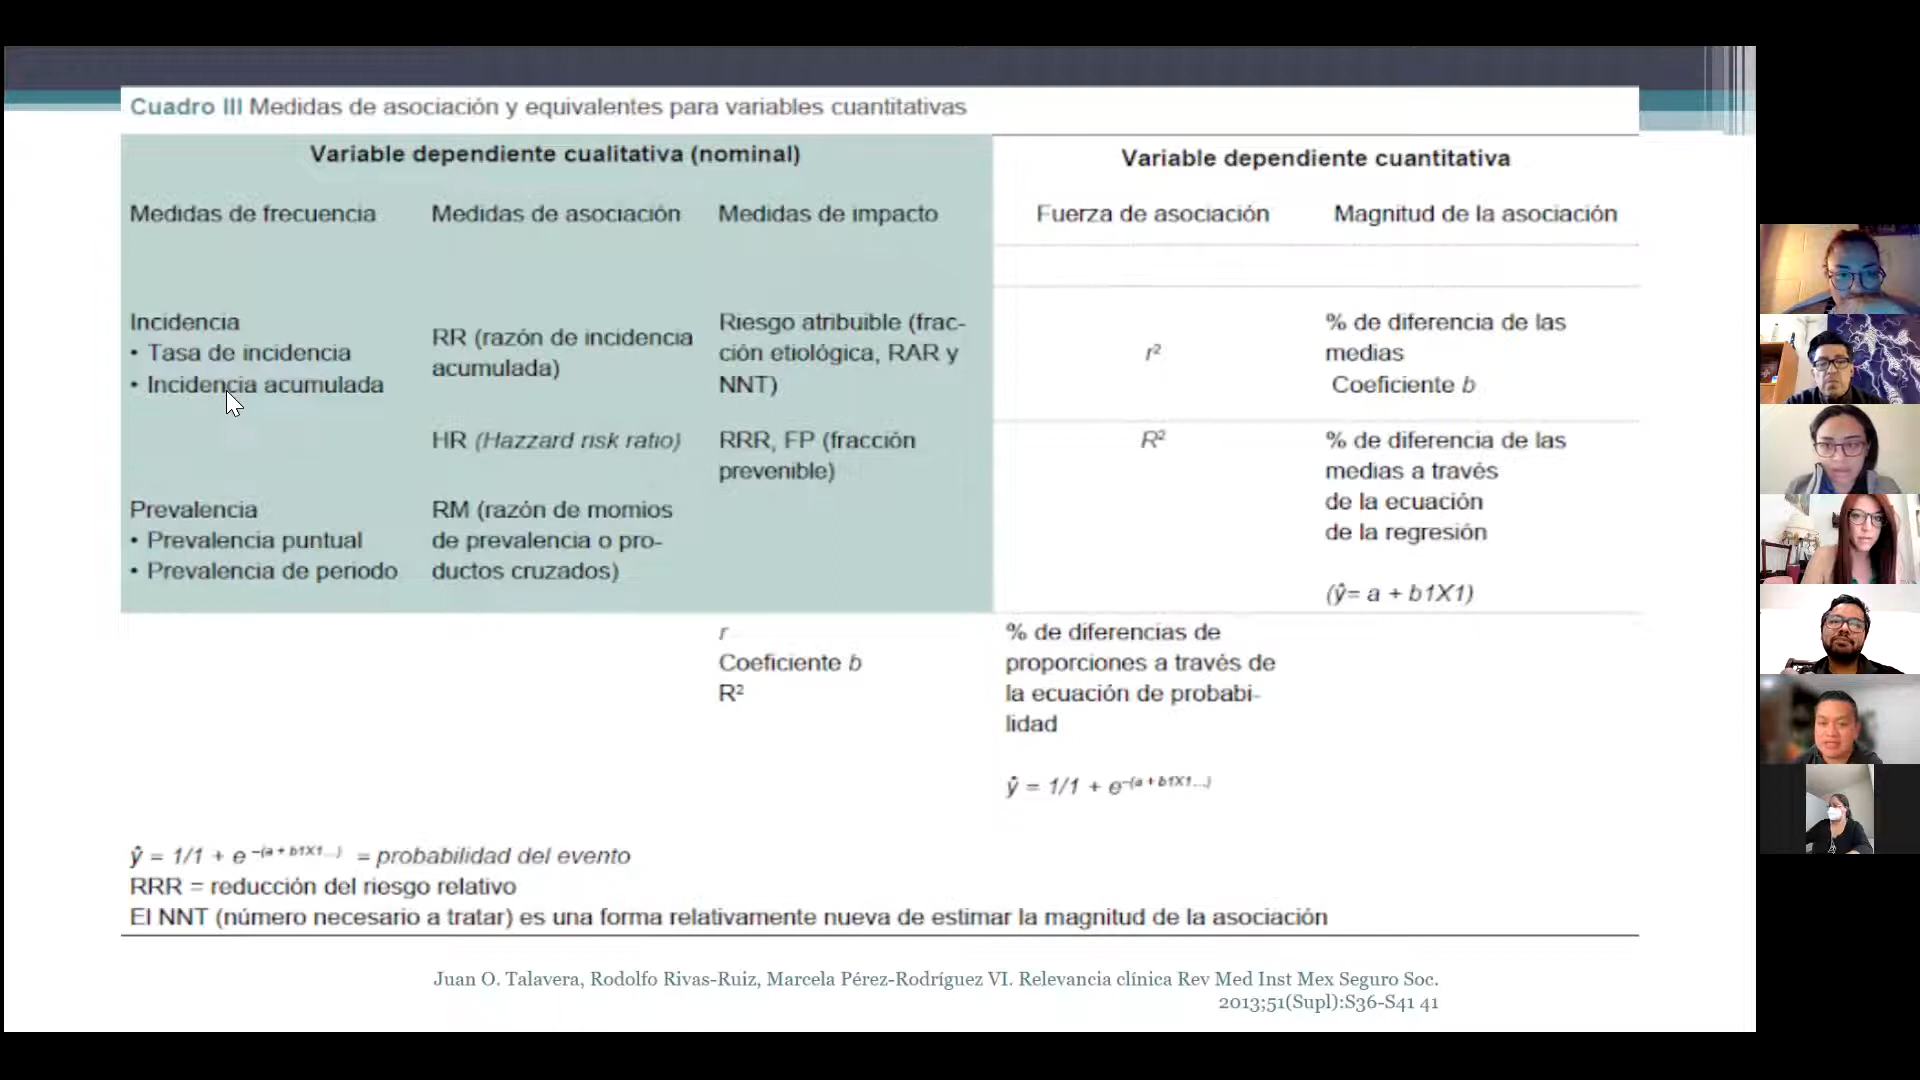 Cuadro III Medidas de asociación y equivalentes para variables cuantitativas
Variable dependiente cualitativa (nominal)
Variable dependiente cuantitativa
Medidas de frecuencia
Medidas de asociación
Medidas de impacto
Fuerza de asociación
Magnitud de la asociación
Incidencia
• Tasa de incidencia
• Incidencia acumulada
RR (razón de incidencia
acumulada)
Riesgo atribuible (frac-
ción etiológica, RAR y
NNT)
r²
% de diferencia de las
medias
Coeficiente b
HR (Hazzard risk ratio)
RRR, FP (fracción
prevenible)
R²
% de diferencia de las
medias a través
de la ecuación
de la regresión
(ŷ= a + b1X1)
Prevalencia
• Prevalencia puntual
• Prevalencia de periodo
RM (razón de momios
de prevalencia o pro-
ductos cruzados)
r
Coeficiente b
R²
% de diferencias de
proporciones a través de
la ecuación de probabi-
lidad
ŷ = 1/1 + e–(a + b1X1...)
ŷ = 1/1 + e –(a + b1X1...) = probabilidad del evento
RRR = reducción del riesgo relativo
El NNT (número necesario a tratar) es una forma relativamente nueva de estimar la magnitud de la asociación
Juan O. Talavera, Rodolfo Rivas-Ruiz, Marcela Pérez-Rodríguez VI. Relevancia clínica Rev Med Inst Mex Seguro Soc.
2013;51(Supl):S36-S41 41